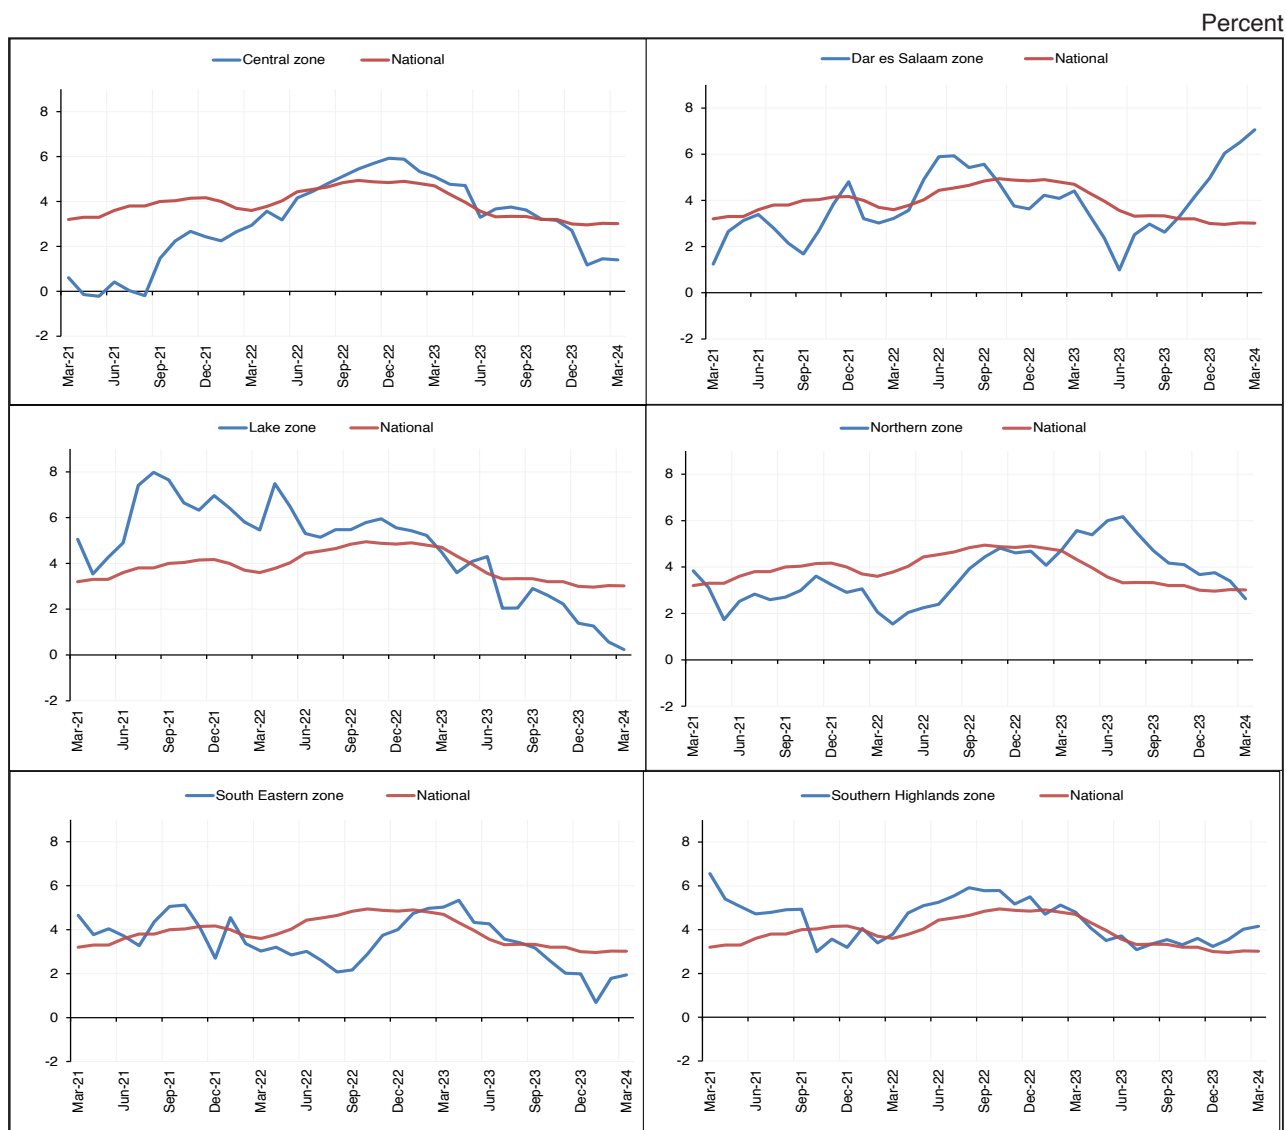 Percent
Central zone National
8
6
4
2
0
-2
Mar-21 Jun-21 Sep-21 Dec-21 Mar-22 Jun-22 Sep-22 Dec-22 Mar-23 Jun-23 Sep-23 Dec-23 Mar-24
Dar es Salaam zone National
8
6
4
2
0
-2
Mar-21 Jun-21 Sep-21 Dec-21 Mar-22 Jun-22 Sep-22 Dec-22 Mar-23 Jun-23 Sep-23 Dec-23 Mar-24
Lake zone National
8
6
4
2
0
-2
Mar-21 Jun-21 Sep-21 Dec-21 Mar-22 Jun-22 Sep-22 Dec-22 Mar-23 Jun-23 Sep-23 Dec-23 Mar-24
Northern zone National
8
6
4
2
0
-2
Mar-21 Jun-21 Sep-21 Dec-21 Mar-22 Jun-22 Sep-22 Dec-22 Mar-23 Jun-23 Sep-23 Dec-23 Mar-24
South Eastern zone National
8
6
4
2
0
-2
Mar-21 Jun-21 Sep-21 Dec-21 Mar-22 Jun-22 Sep-22 Dec-22 Mar-23 Jun-23 Sep-23 Dec-23 Mar-24
Southern Highlands zone National
8
6
4
2
0
-2
Mar-21 Jun-21 Sep-21 Dec-21 Mar-22 Jun-22 Sep-22 Dec-22 Mar-23 Jun-23 Sep-23 Dec-23 Mar-24